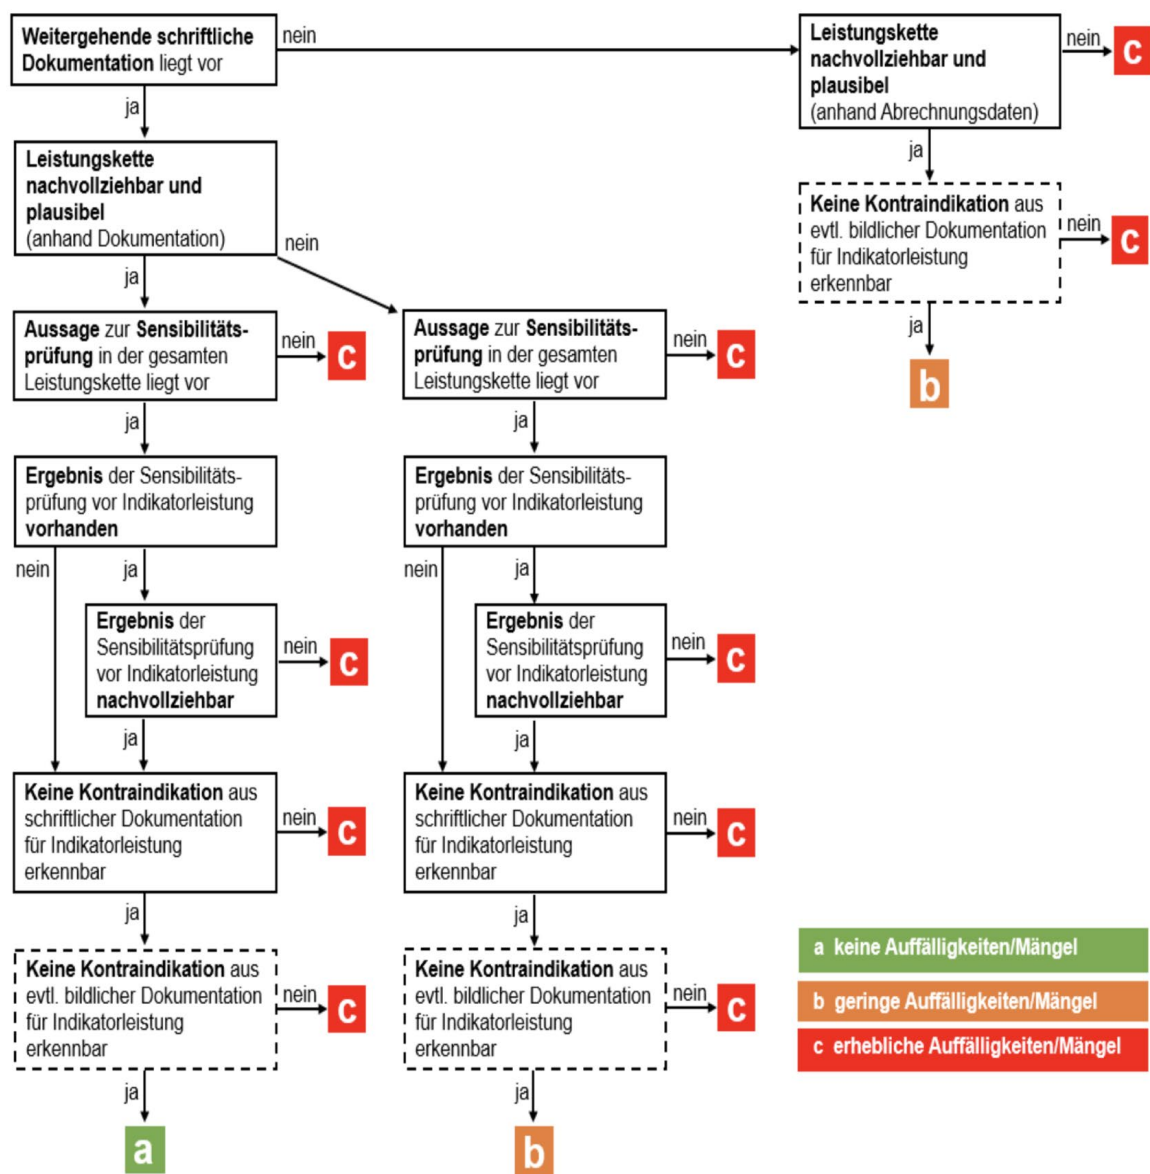 Weitergehende schriftliche
Dokumentation liegt vor
nein
Leistungskette
nachvollziehbar und
plausibel
(anhand Abrechnungsdaten)
nein
c
ja
Keine Kontraindikation aus
evtl. bildlicher Dokumentation
für Indikatorleistung
erkennbar
nein
c
ja
b
ja
Leistungskette
nachvollziehbar und
plausibel
(anhand Dokumentation)
nein
ja
Aussage zur Sensibilitäts-
prüfung in der gesamten
Leistungskette liegt vor
nein
c
ja
Ergebnis der Sensibilitäts-
prüfung vor Indikatorleistung
vorhanden
nein
ja
Ergebnis der
Sensibilitätsprüfung
vor Indikatorleistung
nachvollziehbar
nein
c
ja
Keine Kontraindikation aus
schriftlicher Dokumentation
für Indikatorleistung
erkennbar
nein
c
ja
Keine Kontraindikation aus
evtl. bildlicher Dokumentation
für Indikatorleistung
erkennbar
nein
c
ja
a
Aussage zur Sensibilitäts-
prüfung in der gesamten
Leistungskette liegt vor
nein
c
ja
Ergebnis der Sensibilitäts-
prüfung vor Indikatorleistung
vorhanden
nein
ja
Ergebnis der
Sensibilitätsprüfung
vor Indikatorleistung
nachvollziehbar
nein
c
ja
Keine Kontraindikation aus
schriftlicher Dokumentation
für Indikatorleistung
erkennbar
nein
c
ja
Keine Kontraindikation aus
evtl. bildlicher Dokumentation
für Indikatorleistung
erkennbar
nein
c
ja
b
a keine Auffälligkeiten/Mängel
b geringe Auffälligkeiten/Mängel
c erhebliche Auffälligkeiten/Mängel